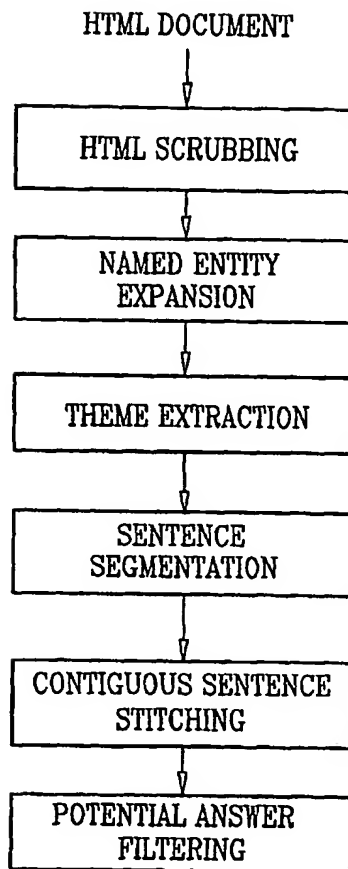 HTML DOCUMENT
HTML SCRUBBING
NAMED ENTITY
EXPANSION
THEME EXTRACTION
SENTENCE
SEGMENTATION
CONTIGUOUS SENTENCE
STITCHING
POTENTIAL ANSWER
FILTERING